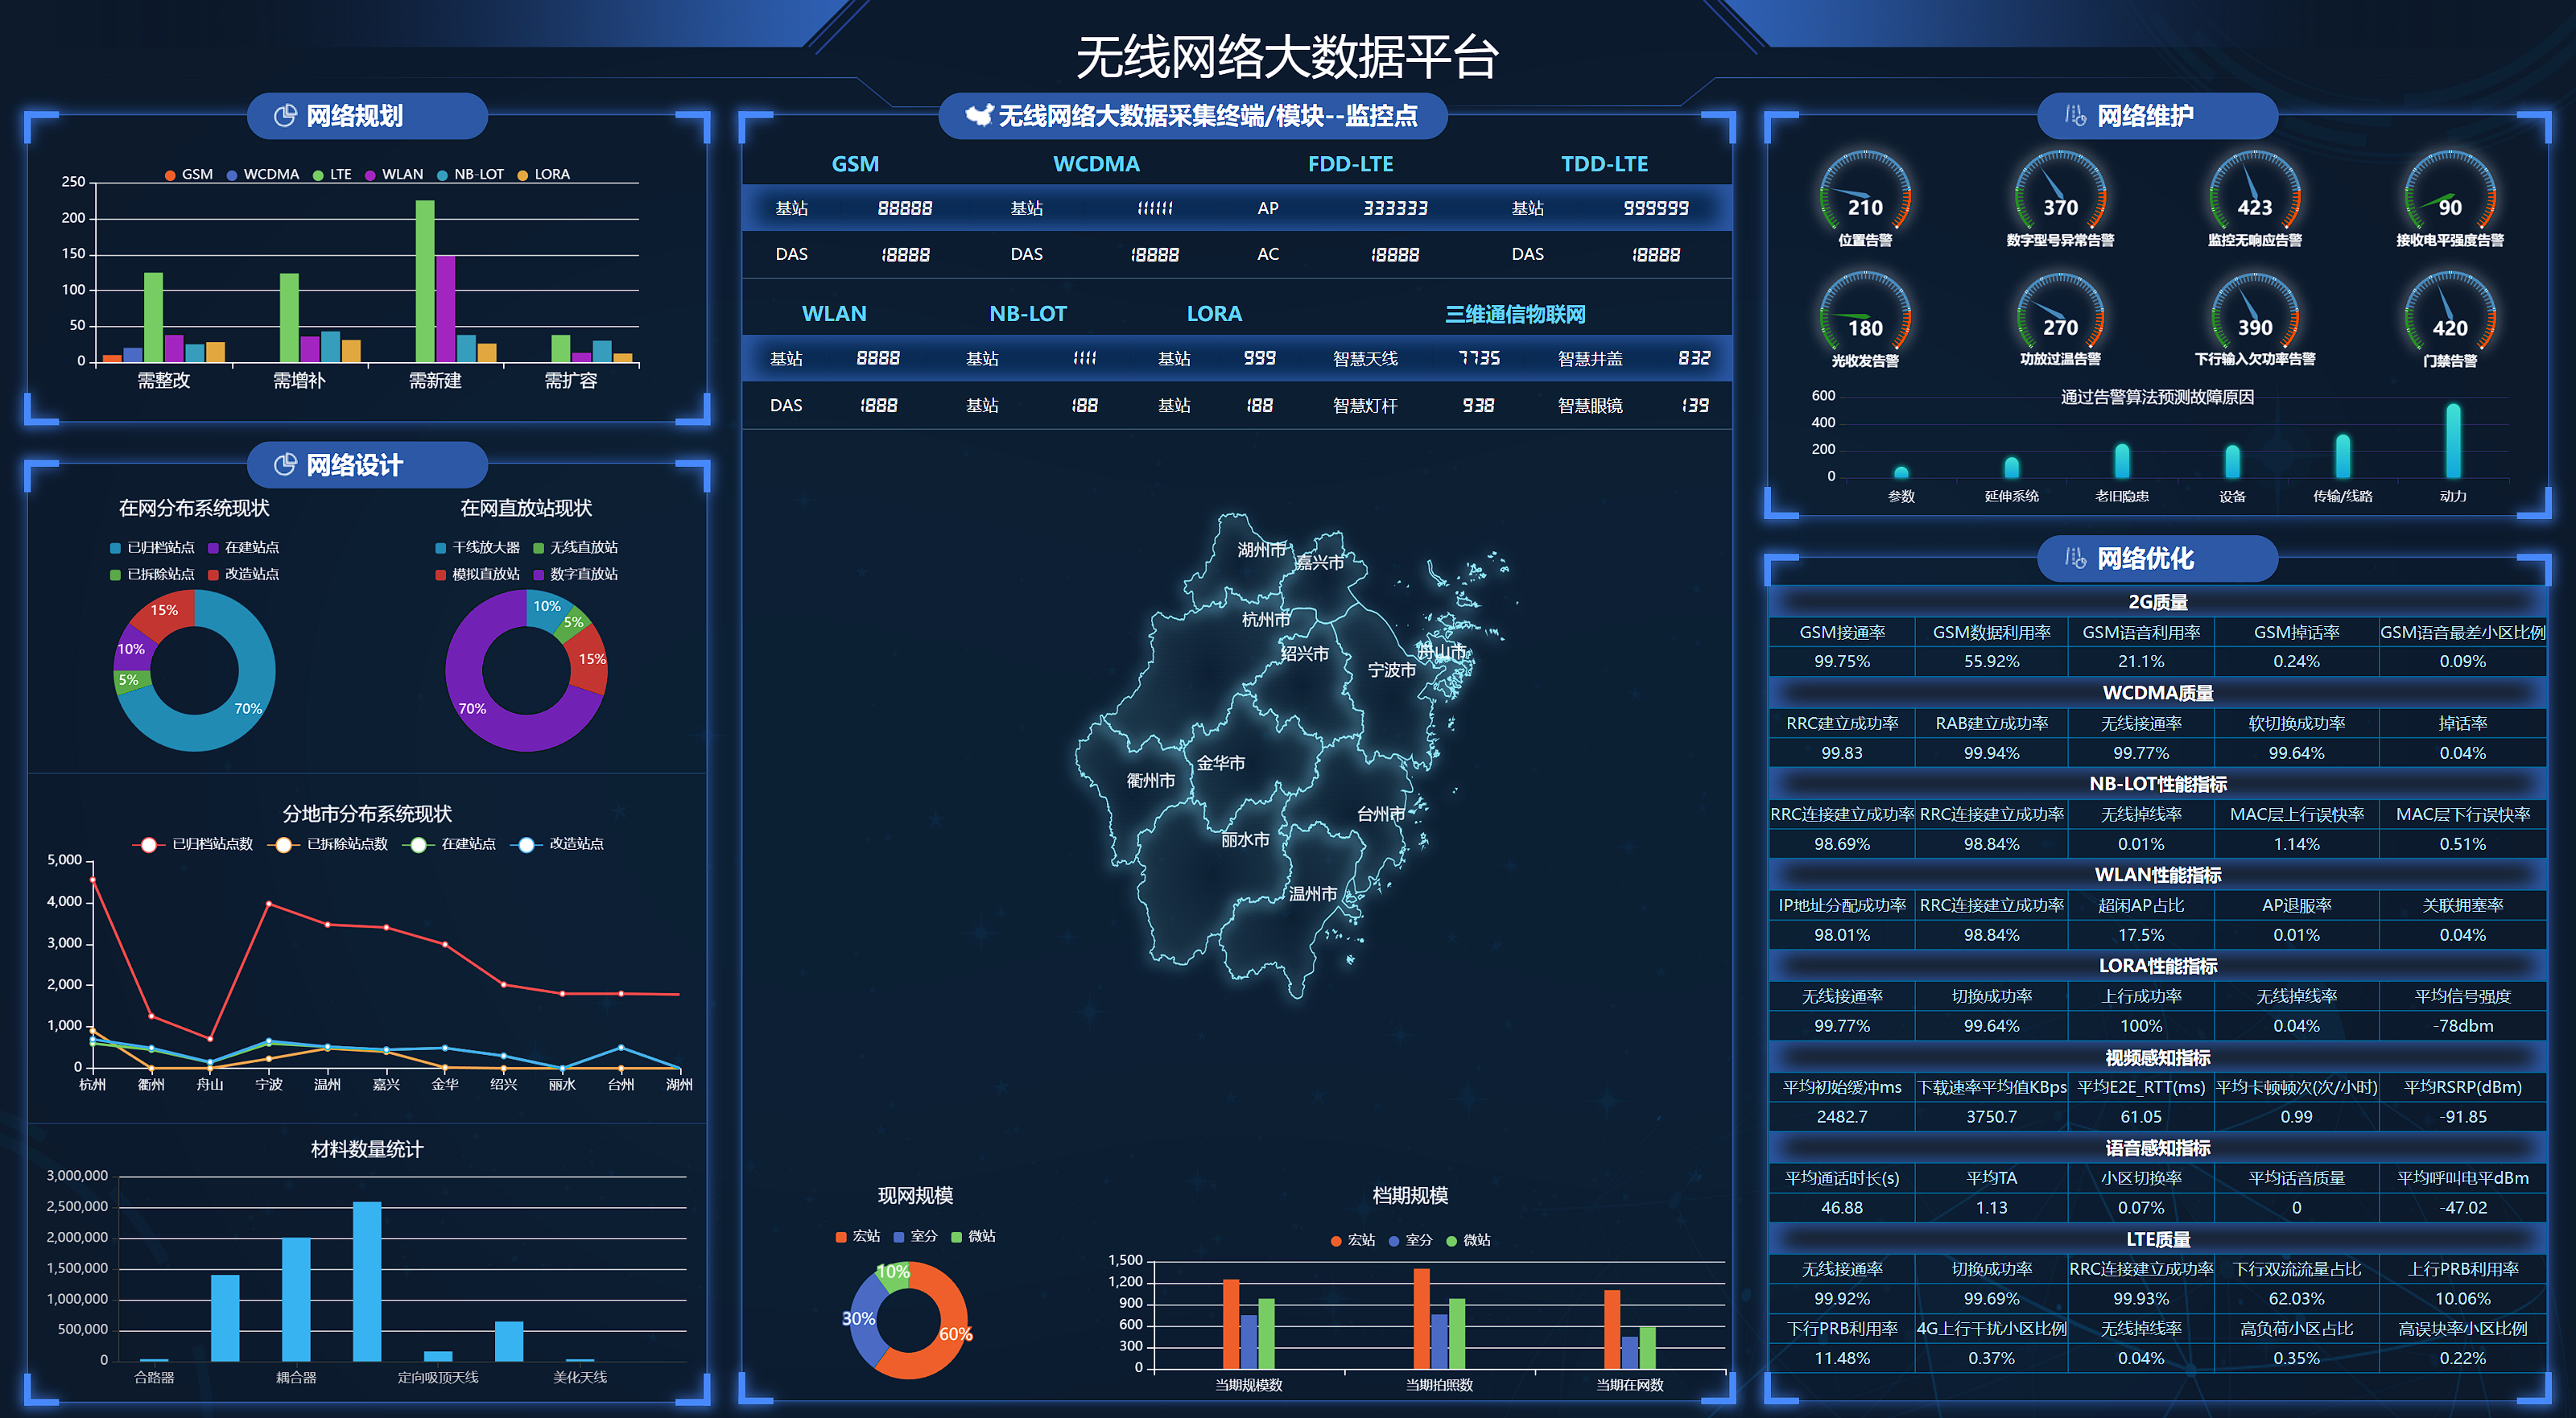 无线网络大数据平台
网络规划
GSM WCDMA LTE WLAN NB-LOT LORA
250
200
150
100
50
0
需整改 需增补 需新建 需扩容
网络设计
在网分布系统现状 在网直放站现状
已归档站点 在建站点 干线放大器 无线直放站
已拆除站点 改造站点 模拟直放站 数字直放站
15% 10% 5% 70%
10% 5% 15% 70%
分地市分布系统现状
已归档站点数 已拆除站点数 在建站点 改造站点
5,000
4,000
3,000
2,000
1,000
0
杭州 衢州 舟山 宁波 温州 嘉兴 金华 绍兴 丽水 台州 湖州
材料数量统计
3,000,000
2,500,000
2,000,000
1,500,000
1,000,000
500,000
0
合路器 耦合器 定向吸顶天线 美化天线
无线网络大数据采集终端/模块--监控点
GSM WCDMA FDD-LTE TDD-LTE
基站 88888 基站 111111 AP 333333 基站 999999
DAS 18888 DAS 18888 AC 18888 DAS 18888
WLAN NB-LOT LORA 三维通信物联网
基站 8888 基站 1111 基站 999 智慧天线 7735 智慧井盖 832
DAS 1888 基站 188 基站 188 智慧灯杆 938 智慧眼镜 139
湖州市
嘉兴市
杭州市
绍兴市
舟山市
宁波市
金华市
衢州市
台州市
丽水市
温州市
现网规模
宏站 室分 微站
10%
30%
60%
档期规模
宏站 室分 微站
1,500
1,200
900
600
300
0
当期规模数 当期拍照数 当期在网数
网络维护
210 370 423 90
位置告警 数字型号异常告警 监控无响应告警 接收电平强度告警
180 270 390 420
光收发告警 功放过温告警 下行输入欠功率告警 门禁告警
通过告警算法预测故障原因
600
400
200
0
参数 延伸系统 老旧隐患 设备 传输/线路 动力
网络优化
2G质量
GSM接通率 GSM数据利用率 GSM语音利用率 GSM掉话率 GSM语音最差小区比例
99.75% 55.92% 21.1% 0.24% 0.09%
WCDMA质量
RRC建立成功率 RAB建立成功率 无线接通率 软切换成功率 掉话率
99.83 99.94% 99.77% 99.64% 0.04%
NB-LOT性能指标
RRC连接建立成功率 RRC连接建立成功率 无线掉线率 MAC层上行误快率 MAC层下行误快率
98.69% 98.84% 0.01% 1.14% 0.51%
WLAN性能指标
IP地址分配成功率 RRC连接建立成功率 超闲AP占比 AP退服率 关联拥塞率
98.01% 98.84% 17.5% 0.01% 0.04%
LORA性能指标
无线接通率 切换成功率 上行成功率 无线掉线率 平均信号强度
99.77% 99.64% 100% 0.04% -78dbm
视频感知指标
平均初始缓冲ms 下载速率平均值KBps 平均E2E_RTT(ms) 平均卡顿顿次(次/小时) 平均RSRP(dBm)
2482.7 3750.7 61.05 0.99 -91.85
语音感知指标
平均通话时长(s) 平均TA 小区切换率 平均话音质量 平均呼叫电平dBm
46.88 1.13 0.07% 0 -47.02
LTE质量
无线接通率 切换成功率 RRC连接建立成功率 下行双流流量占比 上行PRB利用率
99.92% 99.69% 99.93% 62.03% 10.06%
下行PRB利用率 4G上行干扰小区比例 无线掉线率 高负荷小区占比 高误块率小区比例
11.48% 0.37% 0.04% 0.35% 0.22%